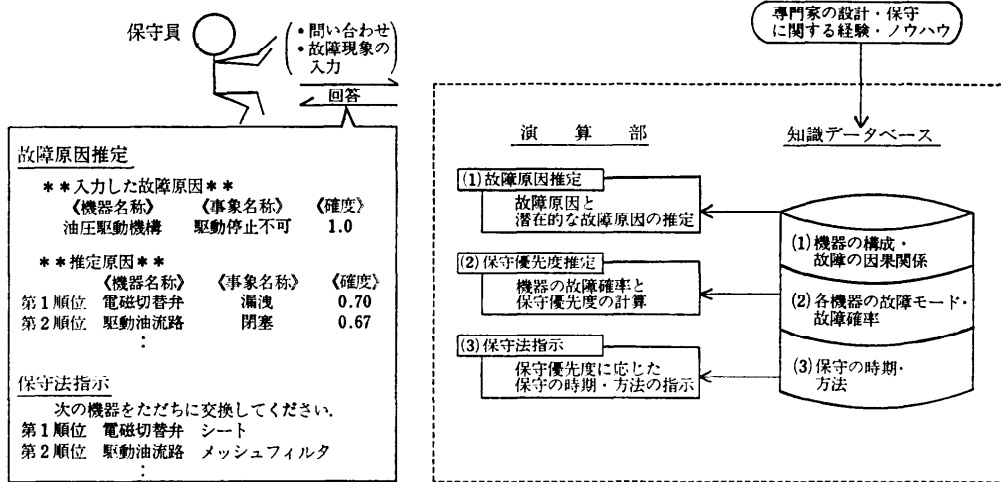 保守員
・問い合わせ
・故障現象の
入力
回答
故障原因推定
**入力した故障原因**
《機器名称》 《事象名称》 《確度》
油圧駆動機構 駆動停止不可 1.0
**推定原因**
《機器名称》 《事象名称》 《確度》
第1順位 電磁切替弁 漏洩 0.70
第2順位 駆動油流路 閉塞 0.67
:
保守法指示
次の機器をただちに交換してください.
第1順位 電磁切替弁 シート
第2順位 駆動油流路 メッシュフィルタ
:
専門家の設計・保守
に関する経験・ノウハウ
演算部
(1)故障原因推定
故障原因と
潜在的な故障原因の推定
(2)保守優先度推定
機器の故障確率と
保守優先度の計算
(3)保守法指示
保守優先度に応じた
保守の時期・方法の指示
知識データベース
(1)機器の構成・
故障の因果関係
(2)各機器の故障モード・
故障確率
(3)保守の時期・
方法